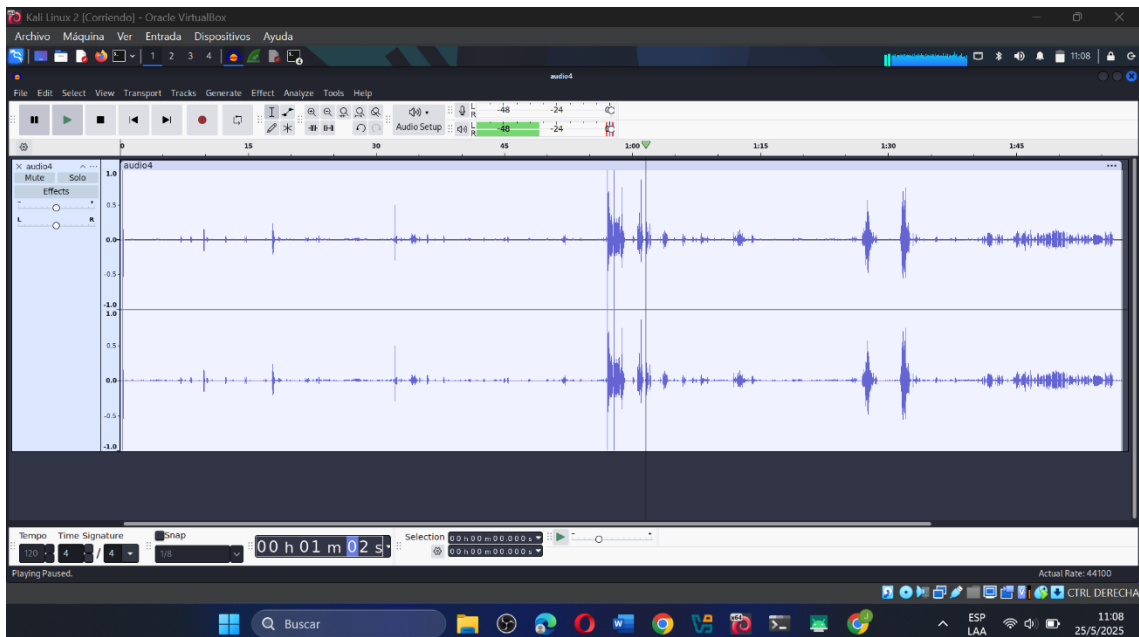 Kali Linux 2 [Corriendo] - Oracle VirtualBox
Archivo Máquina Ver Entrada Dispositivos Ayuda
1 2 3 4 11:08
audio4
File Edit Select View Transport Tracks Generate Effect Analyze Tools Help
Audio Setup
L R -48 -24
L R -48 -24
0 15 30 45 1:00 1:15 1:30 1:45
× audio4 ... audio4 ...
Mute Solo
Effects
- +
L R
1.0
0.5
0.0
-0.5
-1.0
1.0
0.5
0.0
-0.5
-1.0
Tempo Time Signature Snap
120 4 / 4 1/8
00 h 01 m 02 s
Selection 00 h 00 m 00.000 s
00 h 00 m 00.000 s
Playing Paused. Actual Rate: 44100
CTRL DERECHA
Buscar
ESP
LAA
11:08
25/5/2025